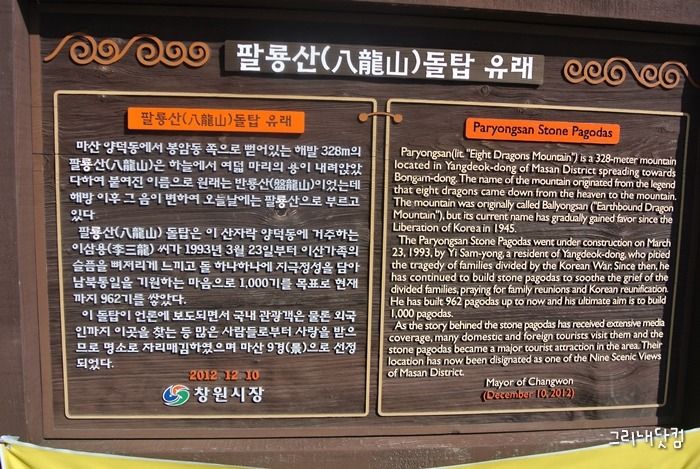 팔룡산(八龍山)돌탑 유래
팔룡산(八龍山)돌탑 유래
마산 양덕동에서 봉암동 쪽으로 뻗어있는 해발 328m의
팔룡산(八龍山)은 하늘에서 여덟 마리의 용이 내려앉았
다하여 붙여진 이름으로 원래는 반룡산(盤龍山)이었는데
해방 이후 그 음이 변하여 오늘날에는 팔룡산으로 부르고
있다
팔룡산(八龍山) 돌탑은 이 산자락 양덕동에 거주하는
이삼용(李三龍) 씨가 1993년 3월 23일부터 이산가족의
슬픔을 뼈저리게 느끼고 돌 하나하나에 지극정성을 담아
남북통일을 기원하는 마음으로 1,000기를 목표로 현재
까지 962기를 쌓았다.
이 돌탑이 언론에 보도되면서 국내 관광객은 물론 외국
인까지 이곳을 찾는 등 많은 사람들로부터 사랑을 받으
므로 명소로 자리매김하였으며 마산 9경(景)으로 선정
되었다.
2012 12 10
창원시장
Paryongsan Stone Pagodas
Paryongsan(lit. "Eight Dragons Mountain") is a 328-meter mountain
located in Yangdeok-dong of Masan District spreading towards
Bongam-dong. The name of the mountain originated from the legend
that eight dragons came down from the heaven to the mountain.
The mountain was originally called Ballyongsan ("Earthbound Dragon
Mountain"), but its current name has gradually gained favor since the
Liberation of Korea in 1945.
The Paryongsan Stone Pagodas went under construction on March
23, 1993, by Yi Sam-yong, a resident of Yangdeok-dong, who pitied
the tragedy of families divided by the Korean War. Since then, he
has continued to build stone pagodas to soothe the grief of the
divided families, praying for family reunions and Korean reunification.
He has built 962 pagodas up to now and his ultimate aim is to build
1,000 pagodas.
As the story behined the stone pagodas has received extensive media
coverage, many domestic and foreign tourists visit them and the
stone pagodas became a major tourist attraction in the area. Their
location has now been disignated as one of the Nine Scenic Views
of Masan District.
Mayor of Changwon
(December 10, 2012)
그리내닷컴